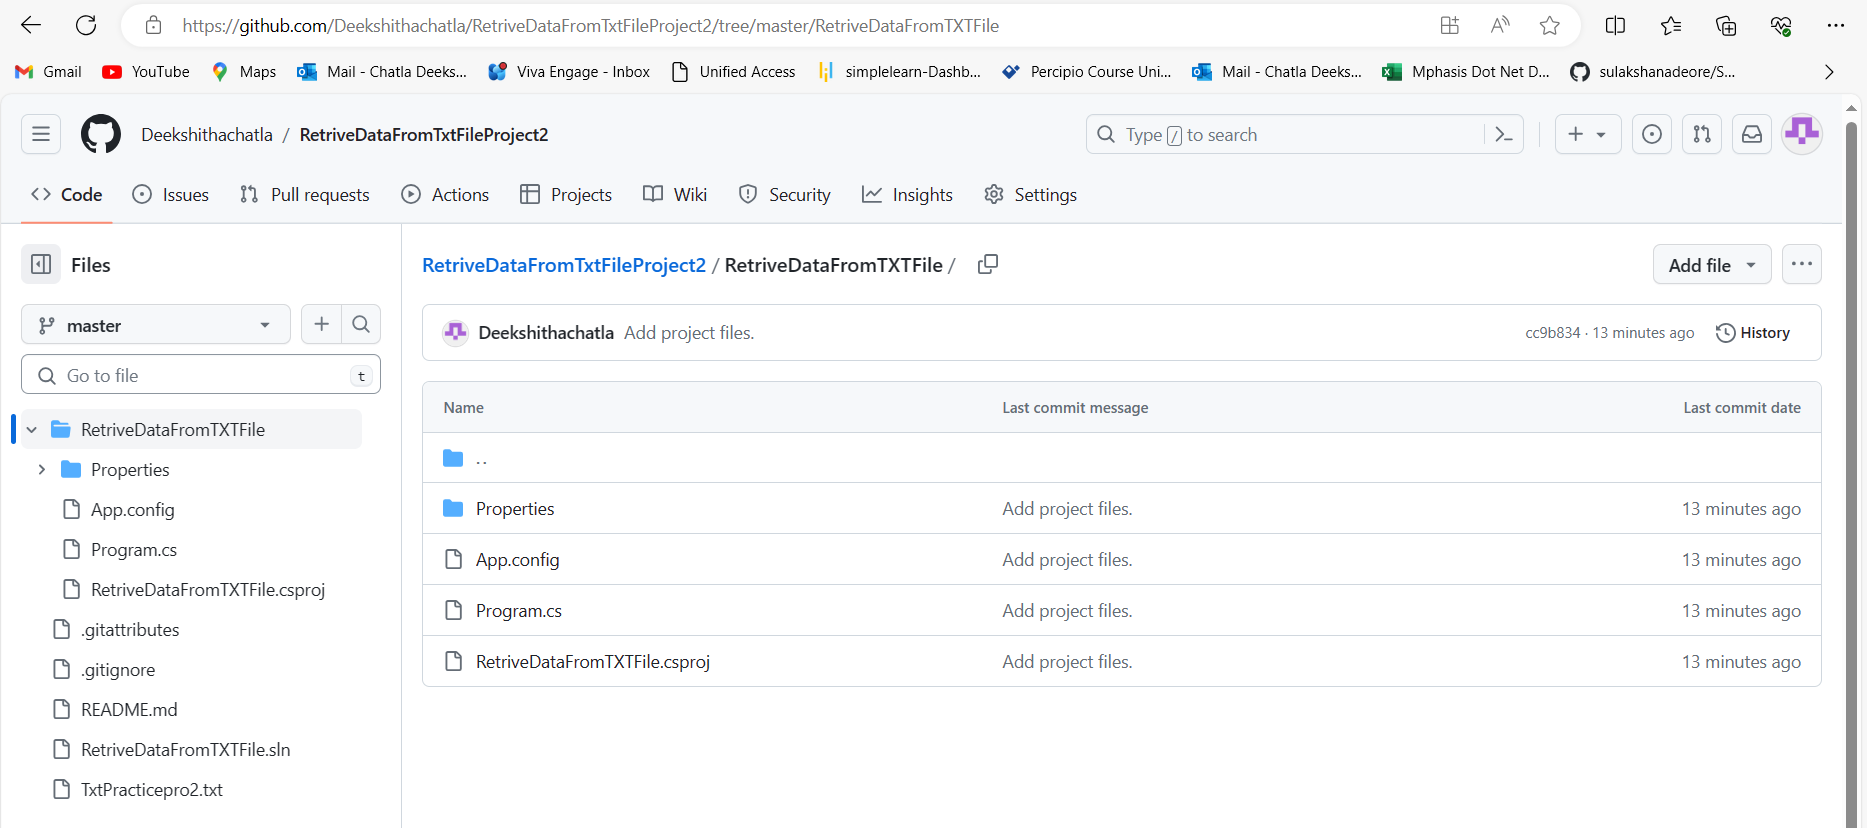 https://github.com/Deekshithachatla/RetriveDataFromTxtFileProject2/tree/master/RetriveDataFromTXTFile
Gmail YouTube Maps Mail - Chatla Deeks... Viva Engage - Inbox Unified Access simplelearn-Dashb... Percipio Course Uni... Mail - Chatla Deeks... Mphasis Dot Net D... sulakshanadeore/S...
Deekshithachatla / RetriveDataFromTxtFileProject2 Type / to search
Code Issues Pull requests Actions Projects Wiki Security Insights Settings
Files
master
Go to file t
RetriveDataFromTXTFile
Properties
App.config
Program.cs
RetriveDataFromTXTFile.csproj
.gitattributes
.gitignore
README.md
RetriveDataFromTXTFile.sln
TxtPracticepro2.txt
RetriveDataFromTxtFileProject2 / RetriveDataFromTXTFile / Add file
Deekshithachatla Add project files. cc9b834 · 13 minutes ago History
Name Last commit message Last commit date
..
Properties Add project files. 13 minutes ago
App.config Add project files. 13 minutes ago
Program.cs Add project files. 13 minutes ago
RetriveDataFromTXTFile.csproj Add project files. 13 minutes ago